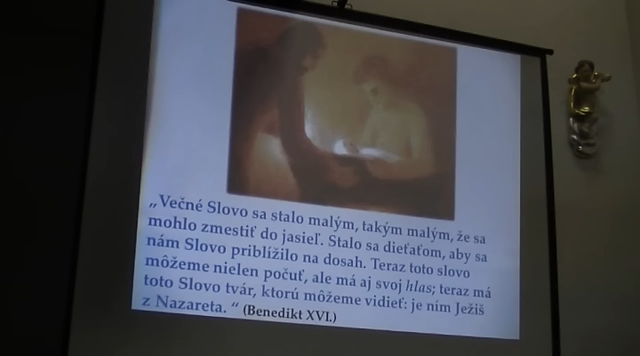 „Večné Slovo sa stalo malým, takým malým, že sa
mohlo zmestiť do jasieľ. Stalo sa dieťaťom, aby sa
nám Slovo priblížilo na dosah. Teraz toto slovo
môžeme nielen počuť, ale má aj svoj hlas; teraz má
toto Slovo tvár, ktorú môžeme vidieť: je ním Ježiš
z Nazareta. “ (Benedikt XVI.)